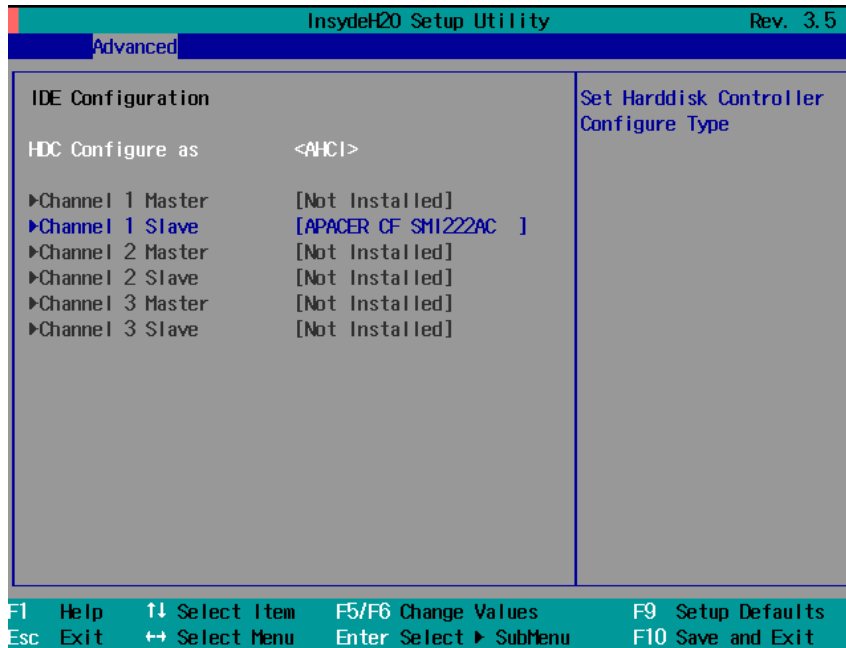 InsydeH2O Setup Utility Rev. 3.5
Advanced
IDE Configuration
Set Harddisk Controller
Configure Type
HDC Configure as <AHCI>
▶Channel 1 Master [Not Installed]
▶Channel 1 Slave [APACER CF SMI222AC ]
▶Channel 2 Master [Not Installed]
▶Channel 2 Slave [Not Installed]
▶Channel 3 Master [Not Installed]
▶Channel 3 Slave [Not Installed]
F1 Help ↑↓ Select Item F5/F6 Change Values F9 Setup Defaults
Esc Exit ↔ Select Menu Enter Select ▶ SubMenu F10 Save and Exit